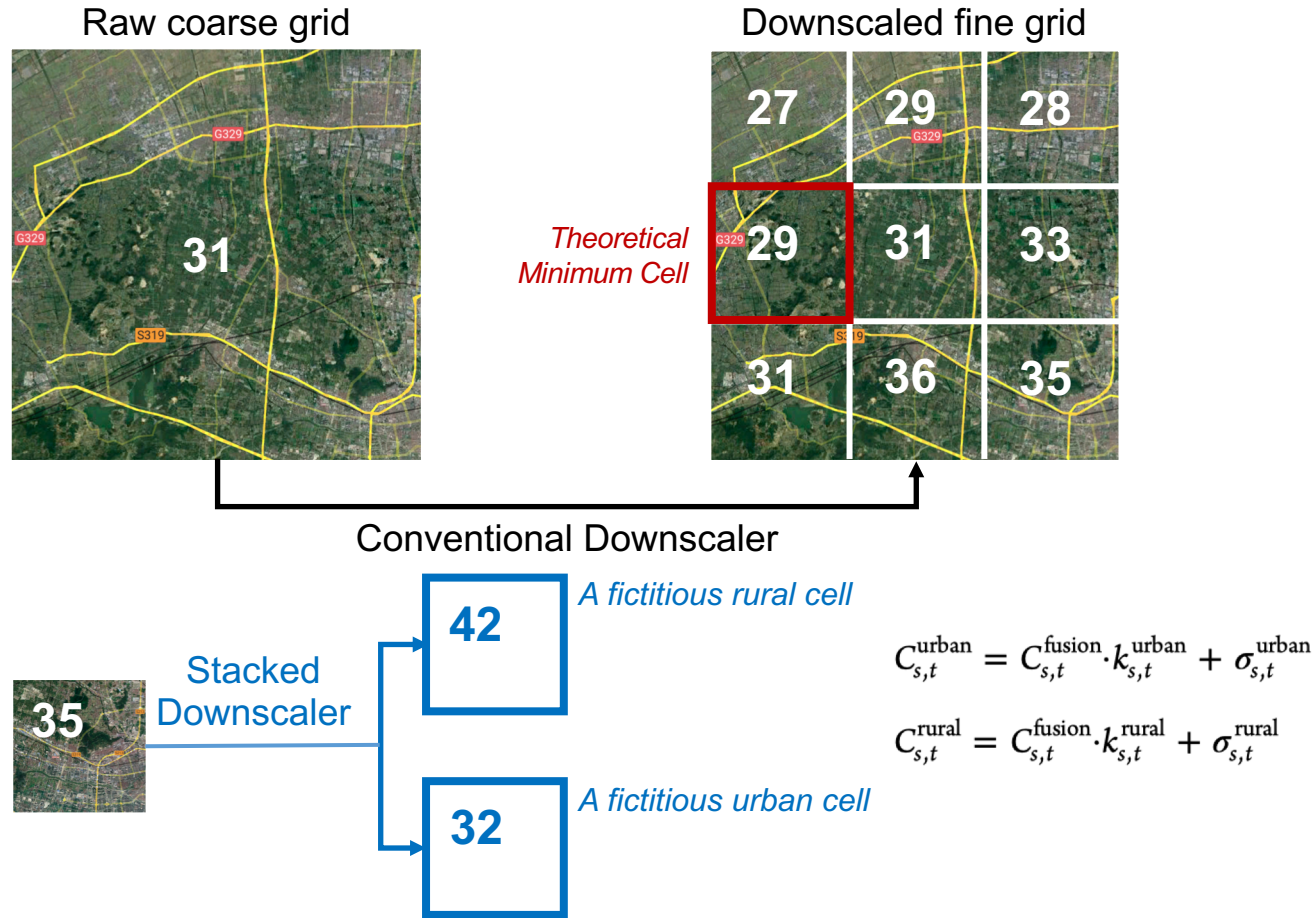 Raw coarse grid
Downscaled fine grid
G329
G329
31
S319
27
29
28
G329
Theoretical
Minimum Cell
G329
29
31
33
S319
31
36
35
Conventional Downscaler
42
A fictitious rural cell
Stacked
Downscaler
35
32
A fictitious urban cell
C_{s,t}^{urban} = C_{s,t}^{fusion}·k_{s,t}^{urban} + σ_{s,t}^{urban}
C_{s,t}^{rural} = C_{s,t}^{fusion}·k_{s,t}^{rural} + σ_{s,t}^{rural}